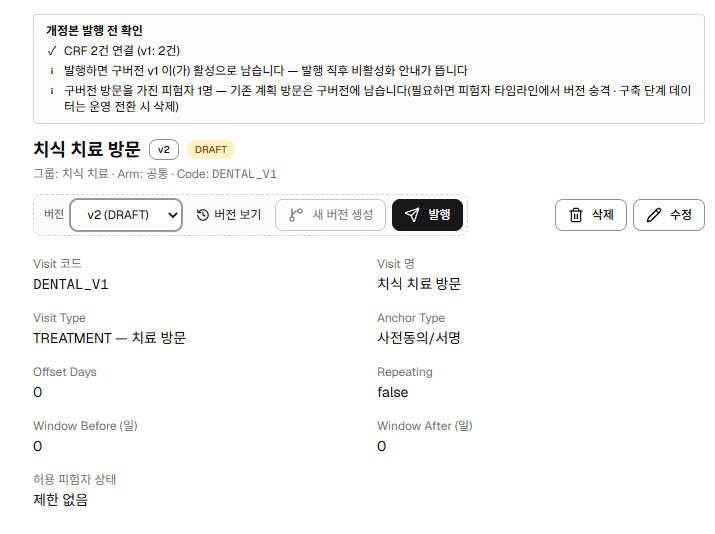 개정본 발행 전 확인
✓ CRF 2건 연결 (v1: 2건)
i 발행하면 구버전 v1 이(가) 활성으로 남습니다 — 발행 직후 비활성화 안내가 뜹니다
i 구버전 방문을 가진 피험자 1명 — 기존 계획 방문은 구버전에 남습니다(필요하면 피험자 타임라인에서 버전 승격 · 구축 단계 데이
터는 운영 전환 시 삭제)
치식 치료 방문 v2 DRAFT
그룹: 치식 치료 · Arm: 공통 · Code: DENTAL_V1
버전 v2 (DRAFT) 버전 보기 새 버전 생성 발행 삭제 수정
Visit 코드 Visit 명
DENTAL_V1 치식 치료 방문
Visit Type Anchor Type
TREATMENT — 치료 방문 사전동의/서명
Offset Days Repeating
0 false
Window Before (일) Window After (일)
0 0
허용 피험자 상태
제한 없음